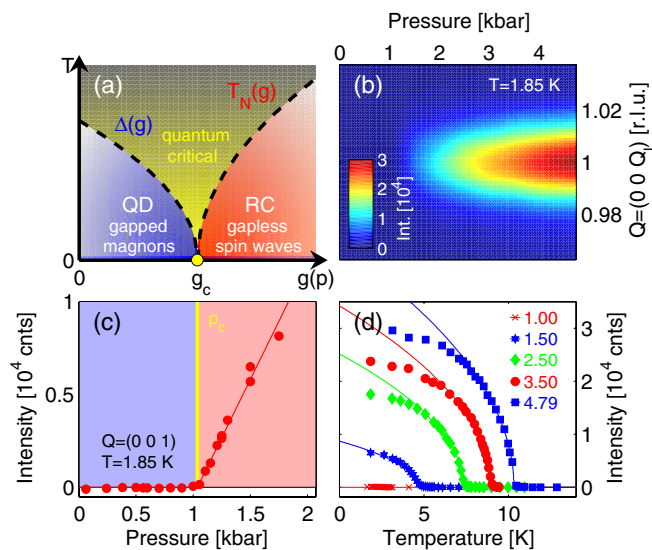 T
(a)
T_N(g)
Δ(g)
quantum
critical
QD
gapped
magnons
RC
gapless
spin waves
0
0
g_c
g(p)
Pressure [kbar]
0 1 2 3 4
(b)
T=1.85 K
1.02
1
0.98
Q=(0 0 Q_l) [r.l.u.]
3
2
1
0
Int. [10^4]
(c)
p_c
1
0.5
0
Intensity [10^4 cnts]
Q=(0 0 1)
T=1.85 K
0 0.5 1 1.5 2
Pressure [kbar]
(d)
1.00
1.50
2.50
3.50
4.79
3
2
1
0
Intensity [10^4 cnts]
0 5 10
Temperature [K]